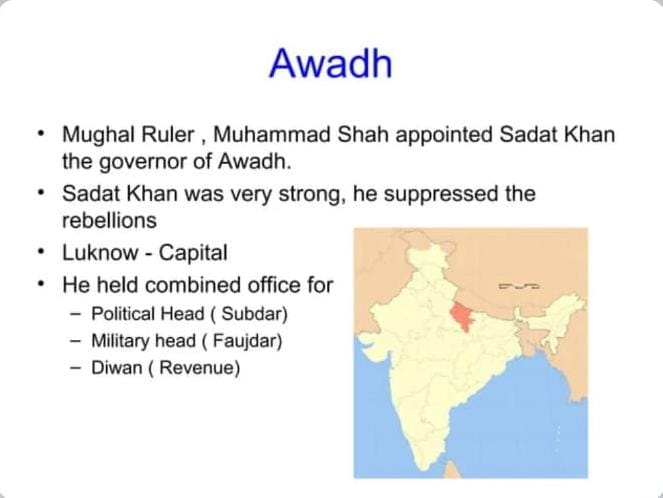 Awadh
• Mughal Ruler , Muhammad Shah appointed Sadat Khan
the governor of Awadh.
• Sadat Khan was very strong, he suppressed the
rebellions
• Luknow - Capital
• He held combined office for
– Political Head ( Subdar)
– Military head ( Faujdar)
– Diwan ( Revenue)